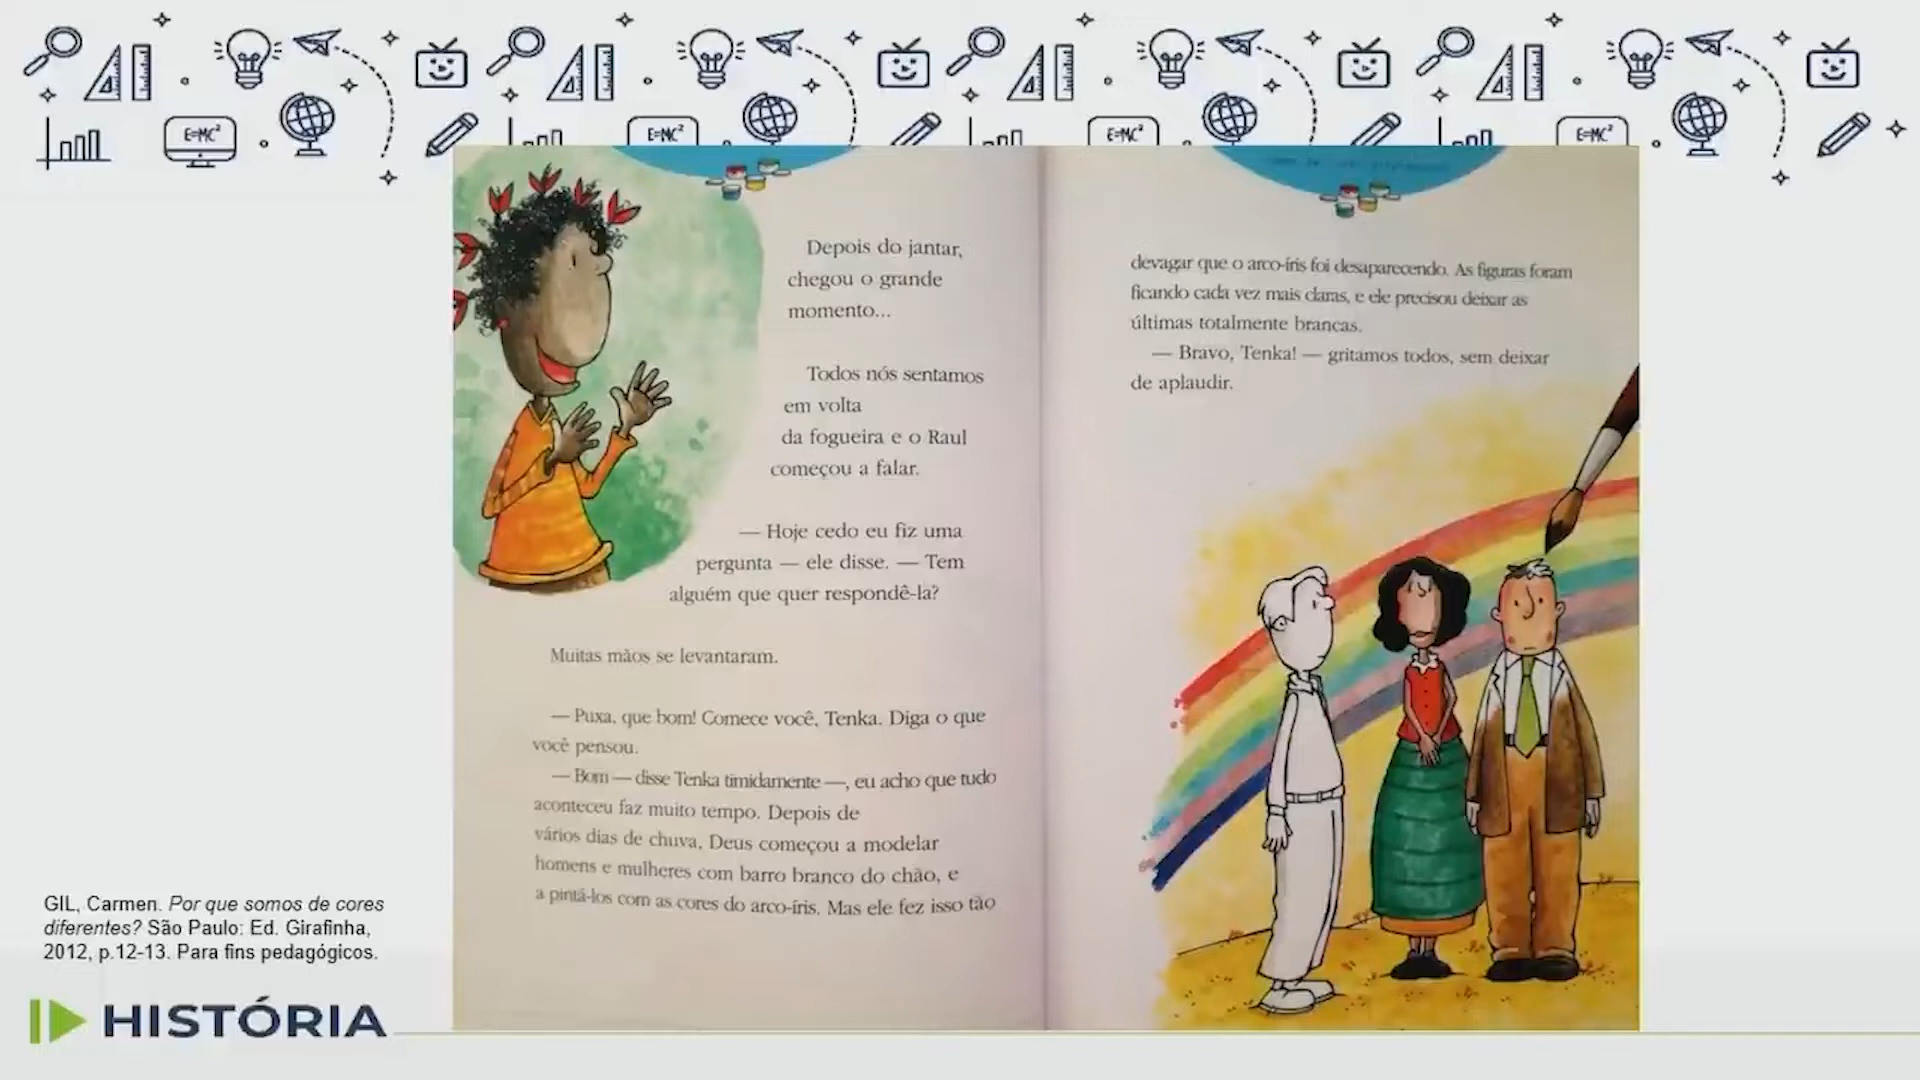 E=MC²
E=MC²
E=MC²
E=MC²
Depois do jantar,
chegou o grande
momento...
Todos nós sentamos
em volta
da fogueira e o Raul
começou a falar.
— Hoje cedo eu fiz uma
pergunta — ele disse. — Tem
alguém que quer respondê-la?
Muitas mãos se levantaram.
— Puxa, que bom! Comece você, Tenka. Diga o que
você pensou.
— Bom — disse Tenka timidamente —, eu acho que tudo
aconteceu faz muito tempo. Depois de
vários dias de chuva, Deus começou a modelar
homens e mulheres com barro branco do chão, e
a pintá-los com as cores do arco-íris. Mas ele fez isso tão
devagar que o arco-íris foi desaparecendo. As figuras foram
ficando cada vez mais claras, e ele precisou deixar as
últimas totalmente brancas.
— Bravo, Tenka! — gritamos todos, sem deixar
de aplaudir.
GIL, Carmen. Por que somos de cores
diferentes? São Paulo: Ed. Girafinha,
2012, p.12-13. Para fins pedagógicos.
HISTÓRIA